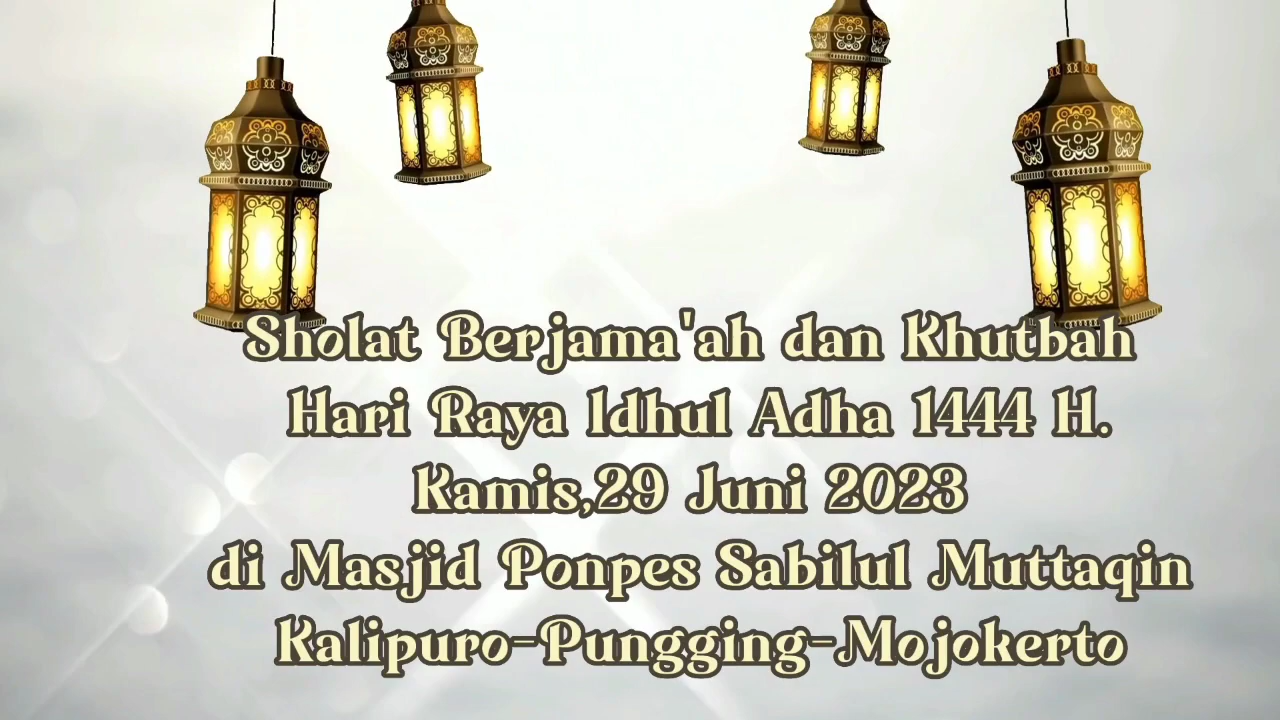 Sholat Berjama'ah dan Khutbah
Hari Raya Idhul Adha 1444 H.
Kamis,29 Juni 2023
di Masjid Ponpes Sabilul Muttaqin
Kalipuro-Pungging-Mojokerto